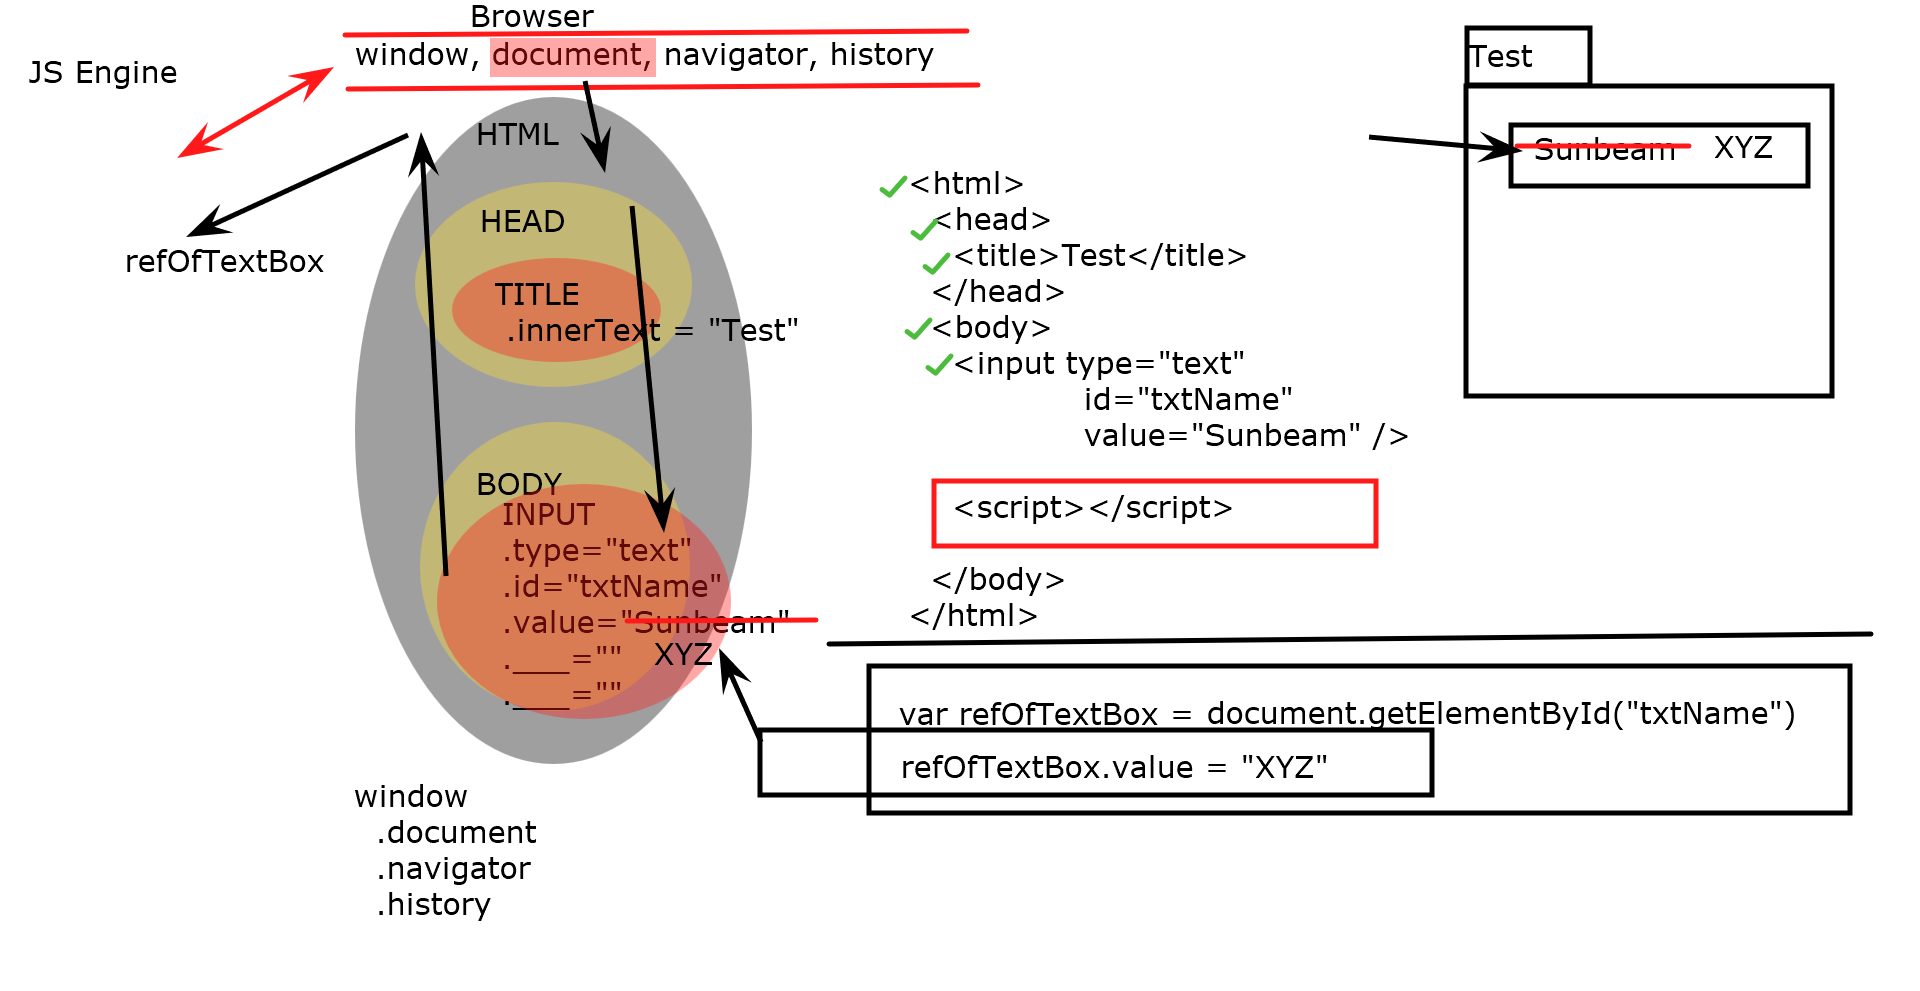 Browser
window, document, navigator, history
JS Engine
refOfTextBox
HTML
HEAD
TITLE
.innerText = "Test"
BODY
INPUT
.type="text"
.id="txtName"
.value="Sunbeam"
.____="" XYZ
.____=""
window
.document
.navigator
.history
<html>
<head>
<title>Test</title>
</head>
<body>
<input type="text"
id="txtName"
value="Sunbeam" />
<script></script>
</body>
</html>
Test
Sunbeam XYZ
var refOfTextBox = document.getElementById("txtName")
refOfTextBox.value = "XYZ"